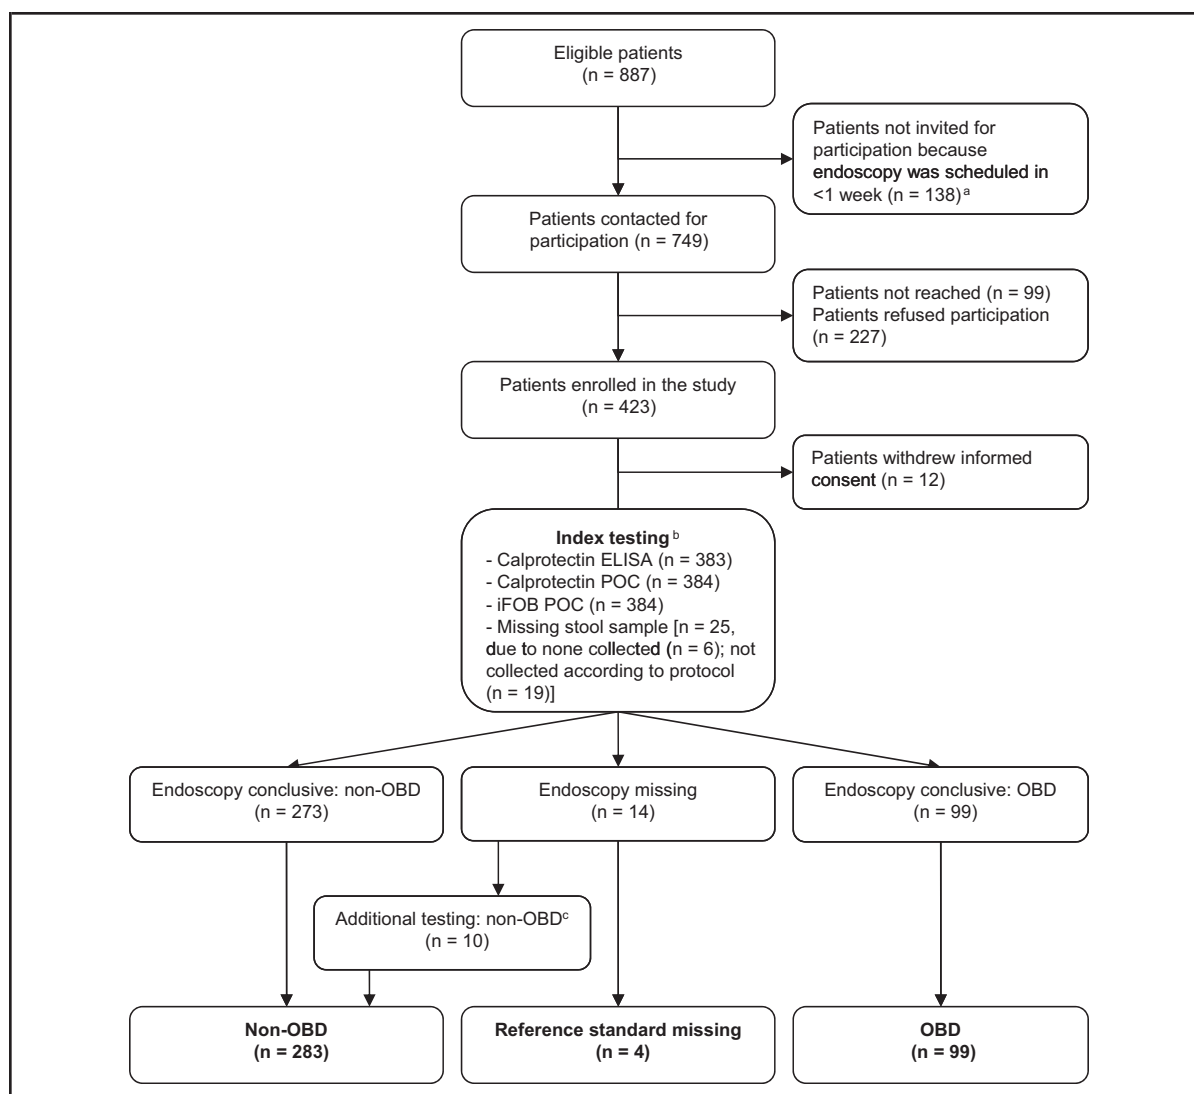 Eligible patients
(n = 887)
Patients not invited for
participation because
endoscopy was scheduled in
<1 week (n = 138)a
Patients contacted for
participation (n = 749)
Patients not reached (n = 99)
Patients refused participation
(n = 227)
Patients enrolled in the study
(n = 423)
Patients withdrew informed
consent (n = 12)
Index testing b
- Calprotectin ELISA (n = 383)
- Calprotectin POC (n = 384)
- iFOB POC (n = 384)
- Missing stool sample [n = 25,
due to none collected (n = 6); not
collected according to protocol
(n = 19)]
Endoscopy conclusive: non-OBD
(n = 273)
Endoscopy missing
(n = 14)
Endoscopy conclusive: OBD
(n = 99)
Additional testing: non-OBDc
(n = 10)
Non-OBD
(n = 283)
Reference standard missing
(n = 4)
OBD
(n = 99)